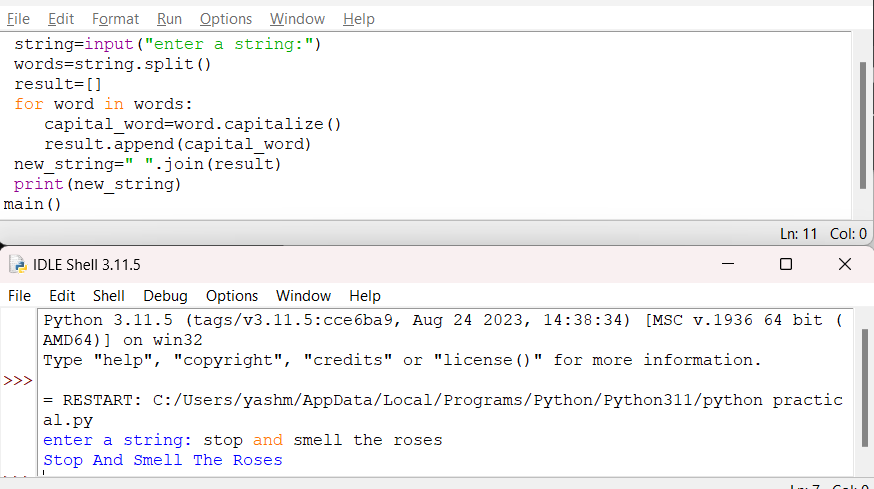 File Edit Format Run Options Window Help
string=input("enter a string:")
words=string.split()
result=[]
for word in words:
capital_word=word.capitalize()
result.append(capital_word)
new_string=" ".join(result)
print(new_string)
main()
Ln: 11 Col: 0
IDLE Shell 3.11.5
File Edit Shell Debug Options Window Help
Python 3.11.5 (tags/v3.11.5:cce6ba9, Aug 24 2023, 14:38:34) [MSC v.1936 64 bit (
AMD64)] on win32
Type "help", "copyright", "credits" or "license()" for more information.
>>>
= RESTART: C:/Users/yashm/AppData/Local/Programs/Python/Python311/python practic
al.py
enter a string: stop and smell the roses
Stop And Smell The Roses